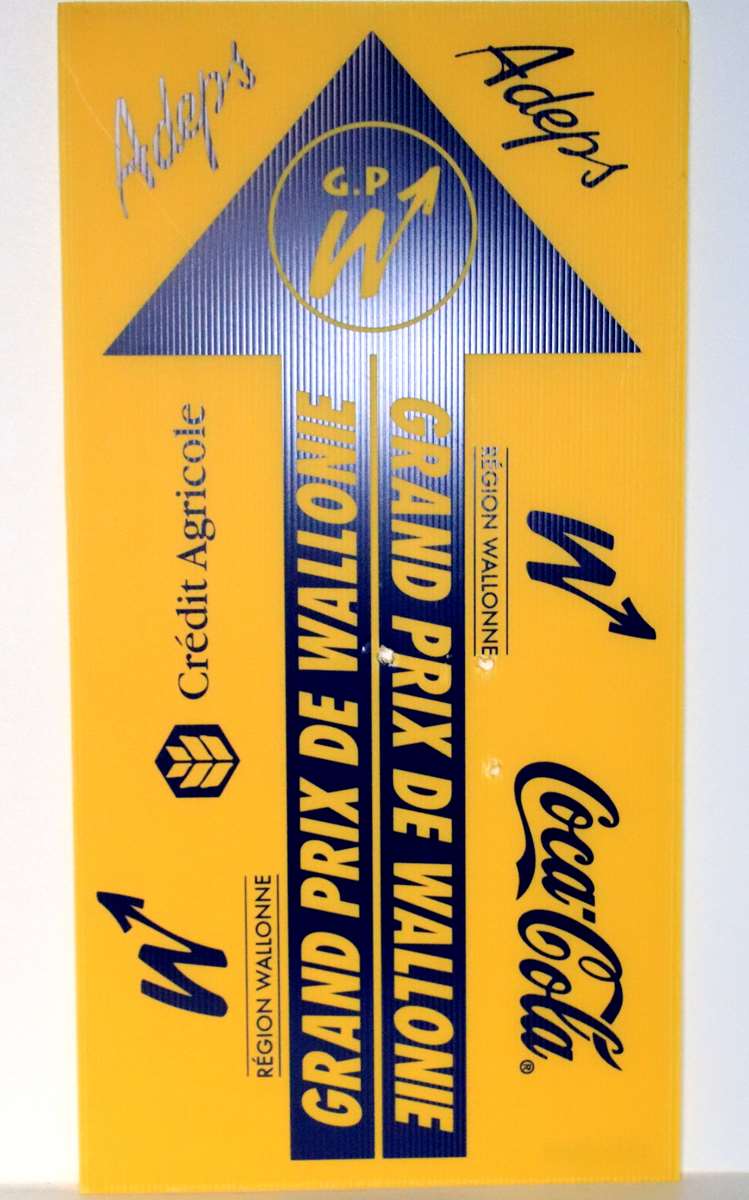 Adeps
Adeps
G.P
W
GRAND PRIX DE WALLONIE
GRAND PRIX DE WALLONIE
Crédit Agricole
RÉGION WALLONNE
W
RÉGION WALLONNE
W
Coca-Cola®